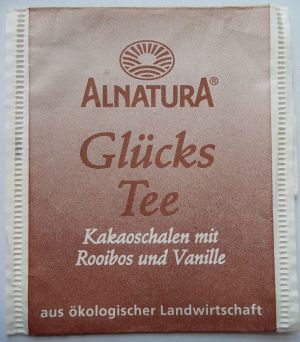 ALNATURA®
Glücks
Tee
Kakaoschalen mit
Rooibos und Vanille
aus ökologischer Landwirtschaft